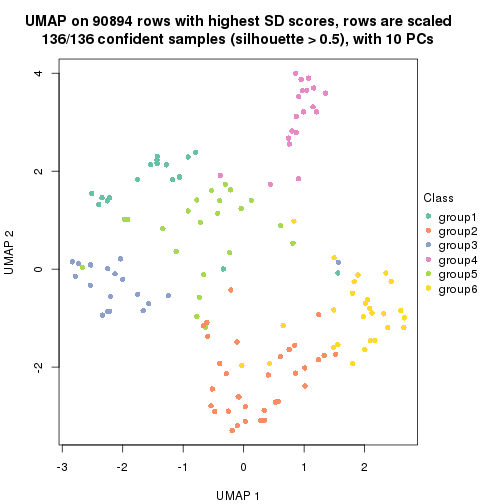 UMAP on 90894 rows with highest SD scores, rows are scaled
136/136 confident samples (silhouette > 0.5), with 10 PCs
4
2
0
-2
UMAP 2
-3
-2
-1
0
1
2
UMAP 1
Class
group1
group2
group3
group4
group5
group6